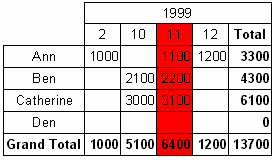 1999
2 10 11 12 Total
Ann 1000 1100 1200 3300
Ben 2100 2200 4300
Catherine 3000 3100 6100
Den 0
Grand Total 1000 5100 6400 1200 13700